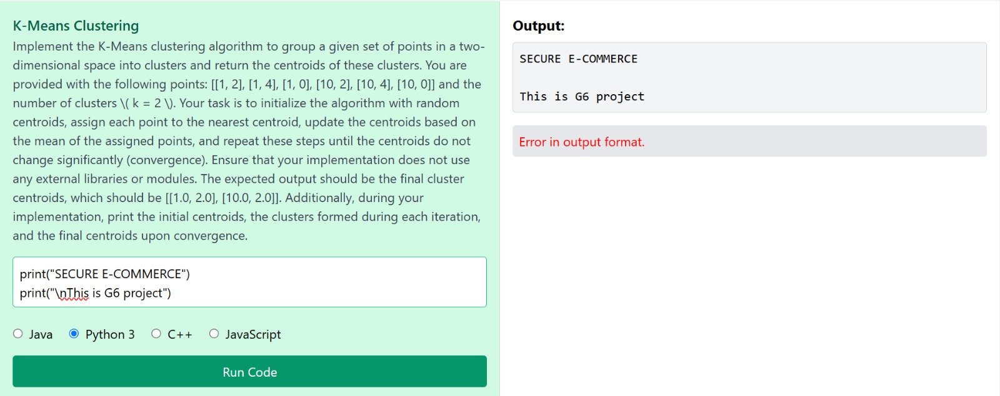 K-Means Clustering
Implement the K-Means clustering algorithm to group a given set of points in a two-
dimensional space into clusters and return the centroids of these clusters. You are
provided with the following points: [[1, 2], [1, 4], [1, 0], [10, 2], [10, 4], [10, 0]] and the
number of clusters \( k = 2 \). Your task is to initialize the algorithm with random
centroids, assign each point to the nearest centroid, update the centroids based on
the mean of the assigned points, and repeat these steps until the centroids do not
change significantly (convergence). Ensure that your implementation does not use
any external libraries or modules. The expected output should be the final cluster
centroids, which should be [[1.0, 2.0], [10.0, 2.0]]. Additionally, during your
implementation, print the initial centroids, the clusters formed during each iteration,
and the final centroids upon convergence.
print("SECURE E-COMMERCE")
print("\nThis is G6 project")
Java Python 3 C++ JavaScript
Run Code
Output:
SECURE E-COMMERCE
This is G6 project
Error in output format.